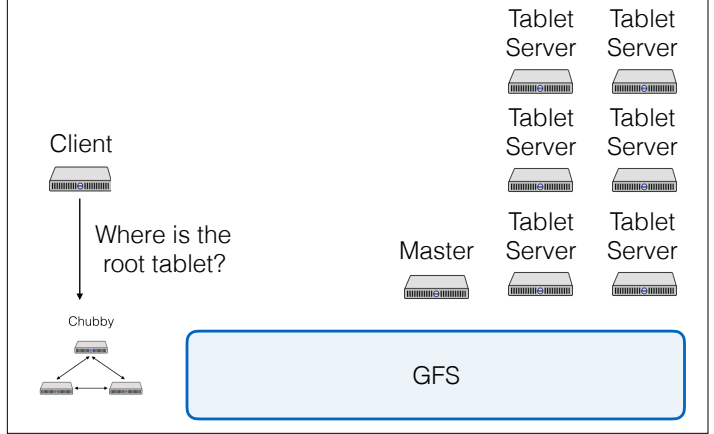 Tablet
Server
Tablet
Server
Tablet
Server
Tablet
Server
Client
Where is the
root tablet?
Tablet
Server
Tablet
Server
Master
Chubby
GFS